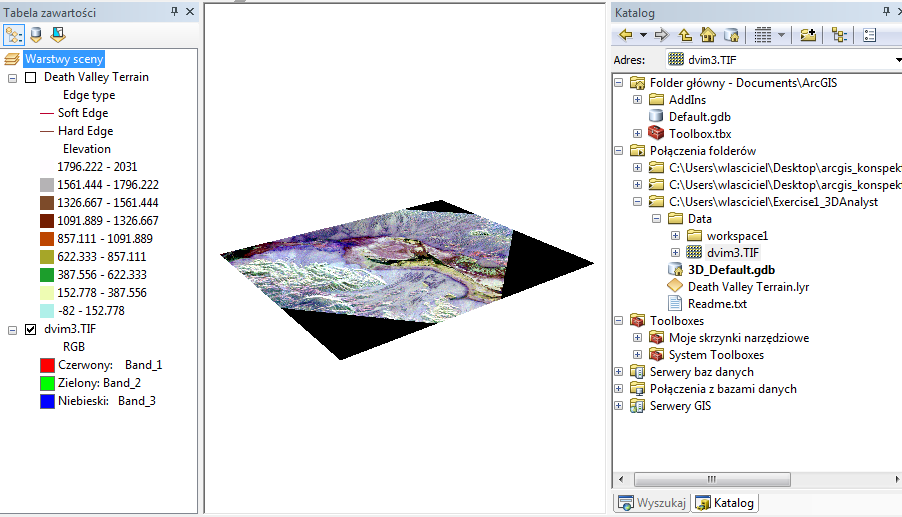 Tabela zawartości
Warstwy sceny
Death Valley Terrain
Edge type
Soft Edge
Hard Edge
Elevation
1796.222 - 2031
1561.444 - 1796.222
1326.667 - 1561.444
1091.889 - 1326.667
857.111 - 1091.889
622.333 - 857.111
387.556 - 622.333
152.778 - 387.556
-82 - 152.778
dvim3.TIF
RGB
Czerwony: Band_1
Zielony: Band_2
Niebieski: Band_3
Katalog
Adres: dvim3.TIF
Folder główny - Documents\ArcGIS
AddIns
Default.gdb
Toolbox.tbx
Połączenia folderów
C:\Users\wlasciciel\Desktop\arcgis_konspekt
C:\Users\wlasciciel\Desktop\arcgis_konspekt
C:\Users\wlasciciel\Exercise1_3DAnalyst
Data
workspace1
dvim3.TIF
3D_Default.gdb
Death Valley Terrain.lyr
Readme.txt
Toolboxes
Moje skrzynki narzędziowe
System Toolboxes
Serwery baz danych
Połączenia z bazami danych
Serwery GIS
Wyszukaj Katalog